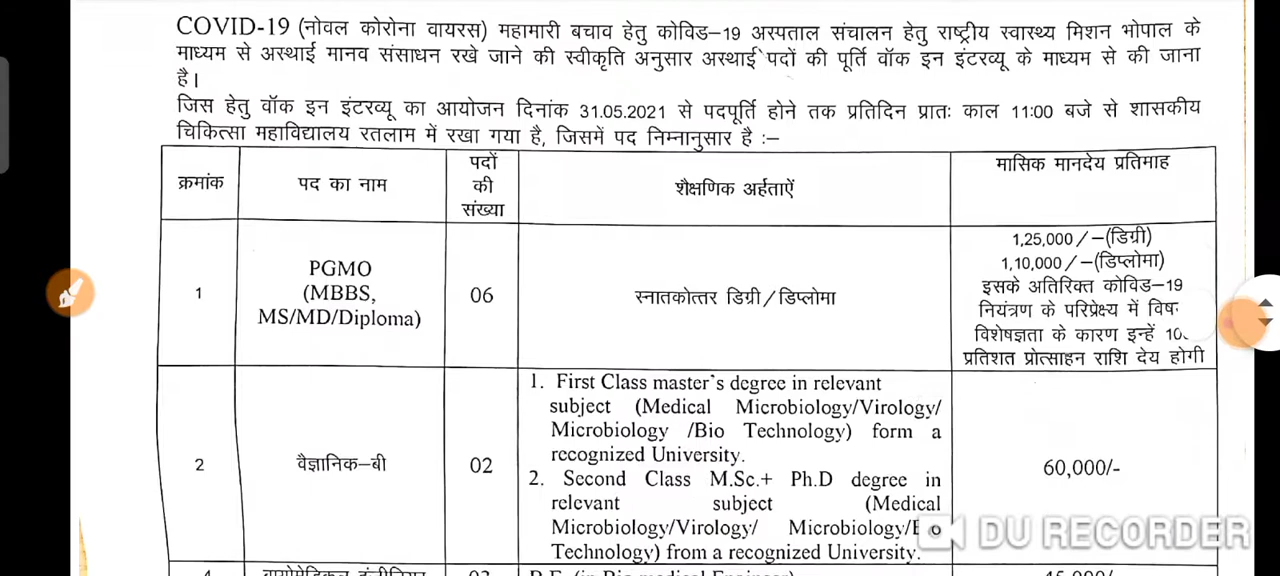 COVID-19 (नोवल कोरोना वायरस) महामारी बचाव हेतु कोविड-19 अस्पताल संचालन हेतु राष्ट्रीय स्वास्थ्य मिशन भोपाल के
माध्यम से अस्थाई मानव संसाधन रखे जाने की स्वीकृति अनुसार अस्थाई पदों की पूर्ति वॉक इन इंटरव्यू के माध्यम से की जाना
है।
जिस हेतु वॉक इन इंटरव्यू का आयोजन दिनांक 31.05.2021 से पदपूर्ति होने तक प्रतिदिन प्रातः काल 11:00 बजे से शासकीय
चिकित्सा महाविद्यालय रतलाम में रखा गया है, जिसमें पद निम्नानुसार है :-
क्रमांक
पद का नाम
पदों
की
संख्या
शैक्षणिक अर्हताऐं
मासिक मानदेय प्रतिमाह
1
PGMO
(MBBS,
MS/MD/Diploma)
06
स्नातकोत्तर डिग्री/डिप्लोमा
1,25,000/-(डिग्री)
1,10,000/-(डिप्लोमा)
इसके अतिरिक्त कोविड-19
नियंत्रण के परिप्रेक्ष्य में
विशेषज्ञता के कारण इन्हें
प्रतिशत प्रोत्साहन राशि देय होगी
2
वैज्ञानिक-बी
02
1. First Class master's degree in relevant
subject (Medical Microbiology/Virology/
Microbiology /Bio Technology) form a
recognized University.
2. Second Class M.Sc.+ Ph.D degree in
relevant subject (Medical
Microbiology/Virology/ Microbiology/
Technology) from a recognized University.
60,000/-
DU RECORDER